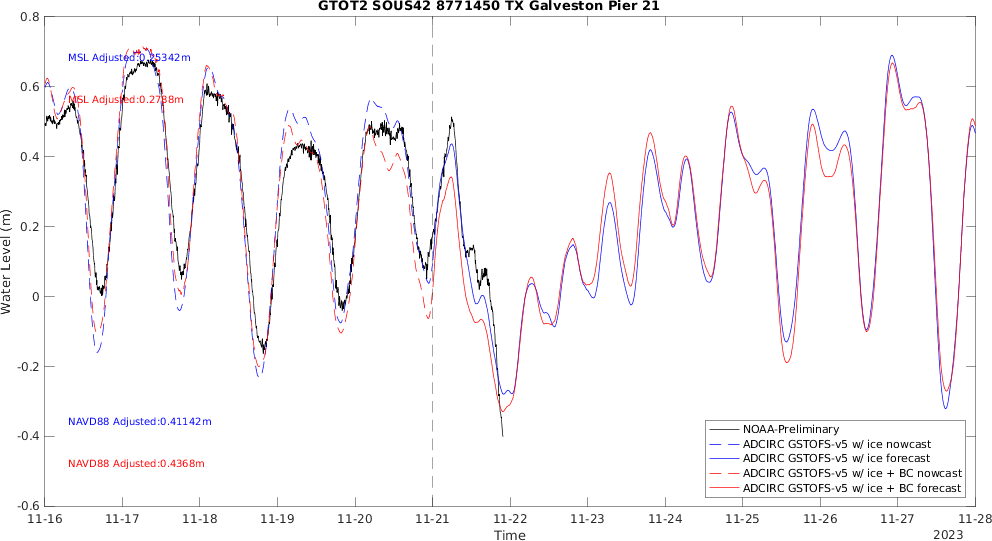 GTOT2 SOUS42 8771450 TX Galveston Pier 21
0.8
0.6
0.4
0.2
0
-0.2
-0.4
-0.6
Water Level (m)
MSL Adjusted:0.25342m
MSL Adjusted:0.2738m
NAVD88 Adjusted:0.41142m
NAVD88 Adjusted:0.4368m
NOAA-Preliminary
ADCIRC GSTOFS-v5 w/ ice nowcast
ADCIRC GSTOFS-v5 w/ ice forecast
ADCIRC GSTOFS-v5 w/ ice + BC nowcast
ADCIRC GSTOFS-v5 w/ ice + BC forecast
11-16 11-17 11-18 11-19 11-20 11-21 11-22 11-23 11-24 11-25 11-26 11-27 11-28
Time
2023